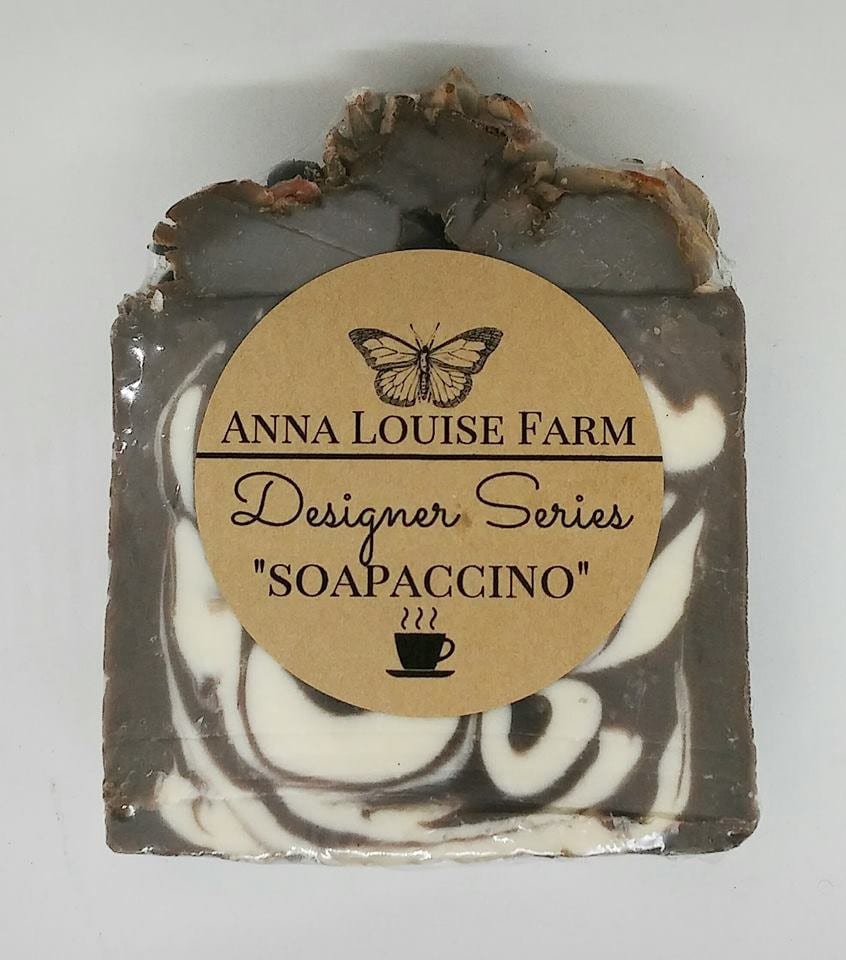 ANNA LOUISE FARM
Designer Series
"SOAPACCINO"